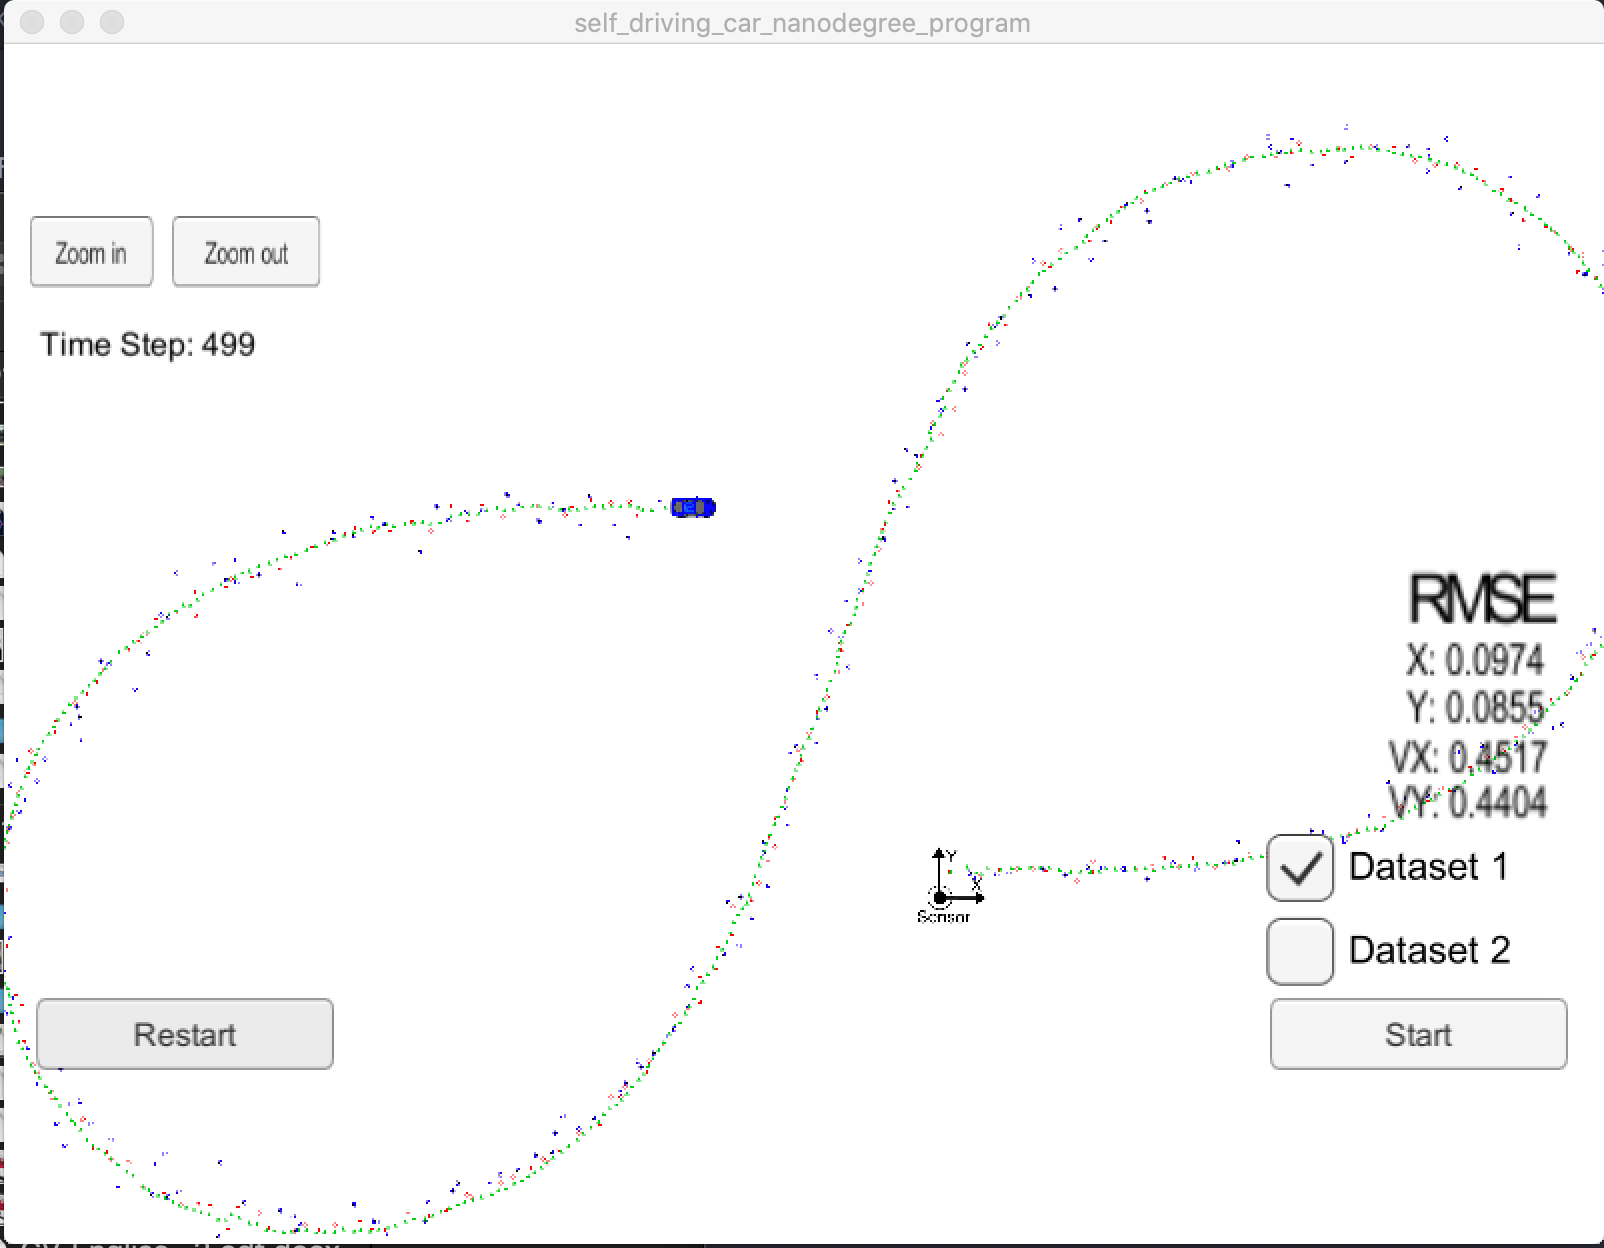 self_driving_car_nanodegree_program
Zoom in
Zoom out
Time Step: 499
RMSE
X: 0.0974
Y: 0.0855
VX: 0.4517
VY: 0.4404
Y
X
Sensor
Dataset 1
Dataset 2
Restart
Start